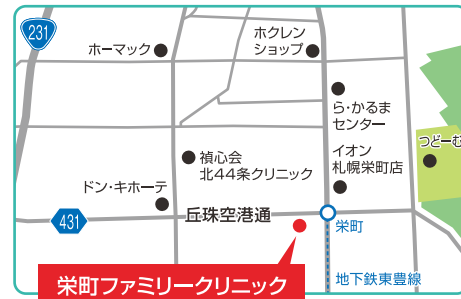 231
ホーマック
ホクレン
ショップ
ら・かるま
センター
つどーむ
禎心会
北44条クリニック
イオン
札幌栄町店
ドン・キホーテ
431
丘珠空港通
栄町
地下鉄東豊線
栄町ファミリークリニック